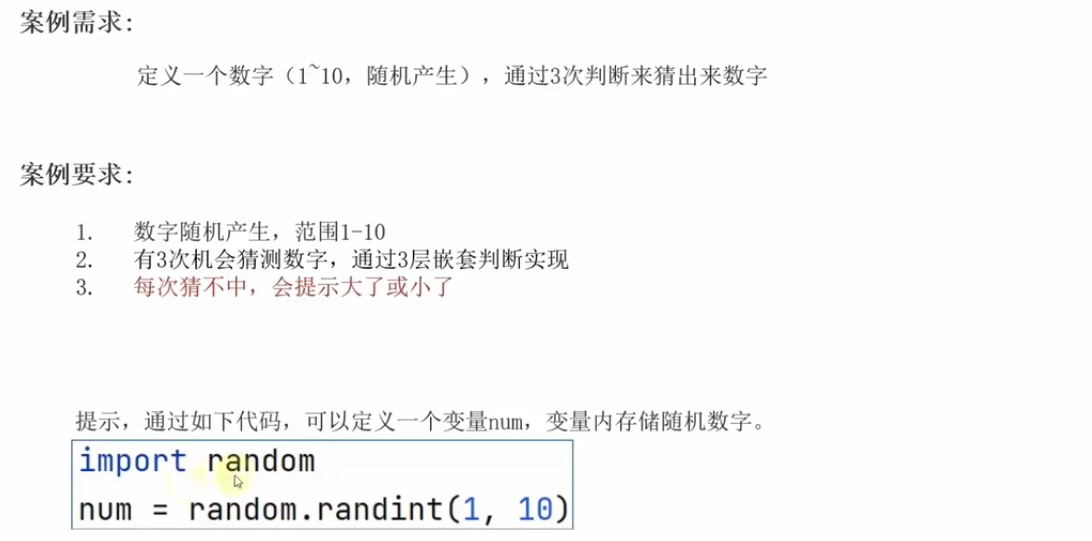 案例需求:
定义一个数字（1~10，随机产生），通过3次判断来猜出来数字
案例要求:
1. 数字随机产生，范围1-10
2. 有3次机会猜测数字，通过3层嵌套判断实现
3. 每次猜不中，会提示大了或小了
提示，通过如下代码，可以定义一个变量num，变量内存储随机数字。
import random
num = random.randint(1, 10)